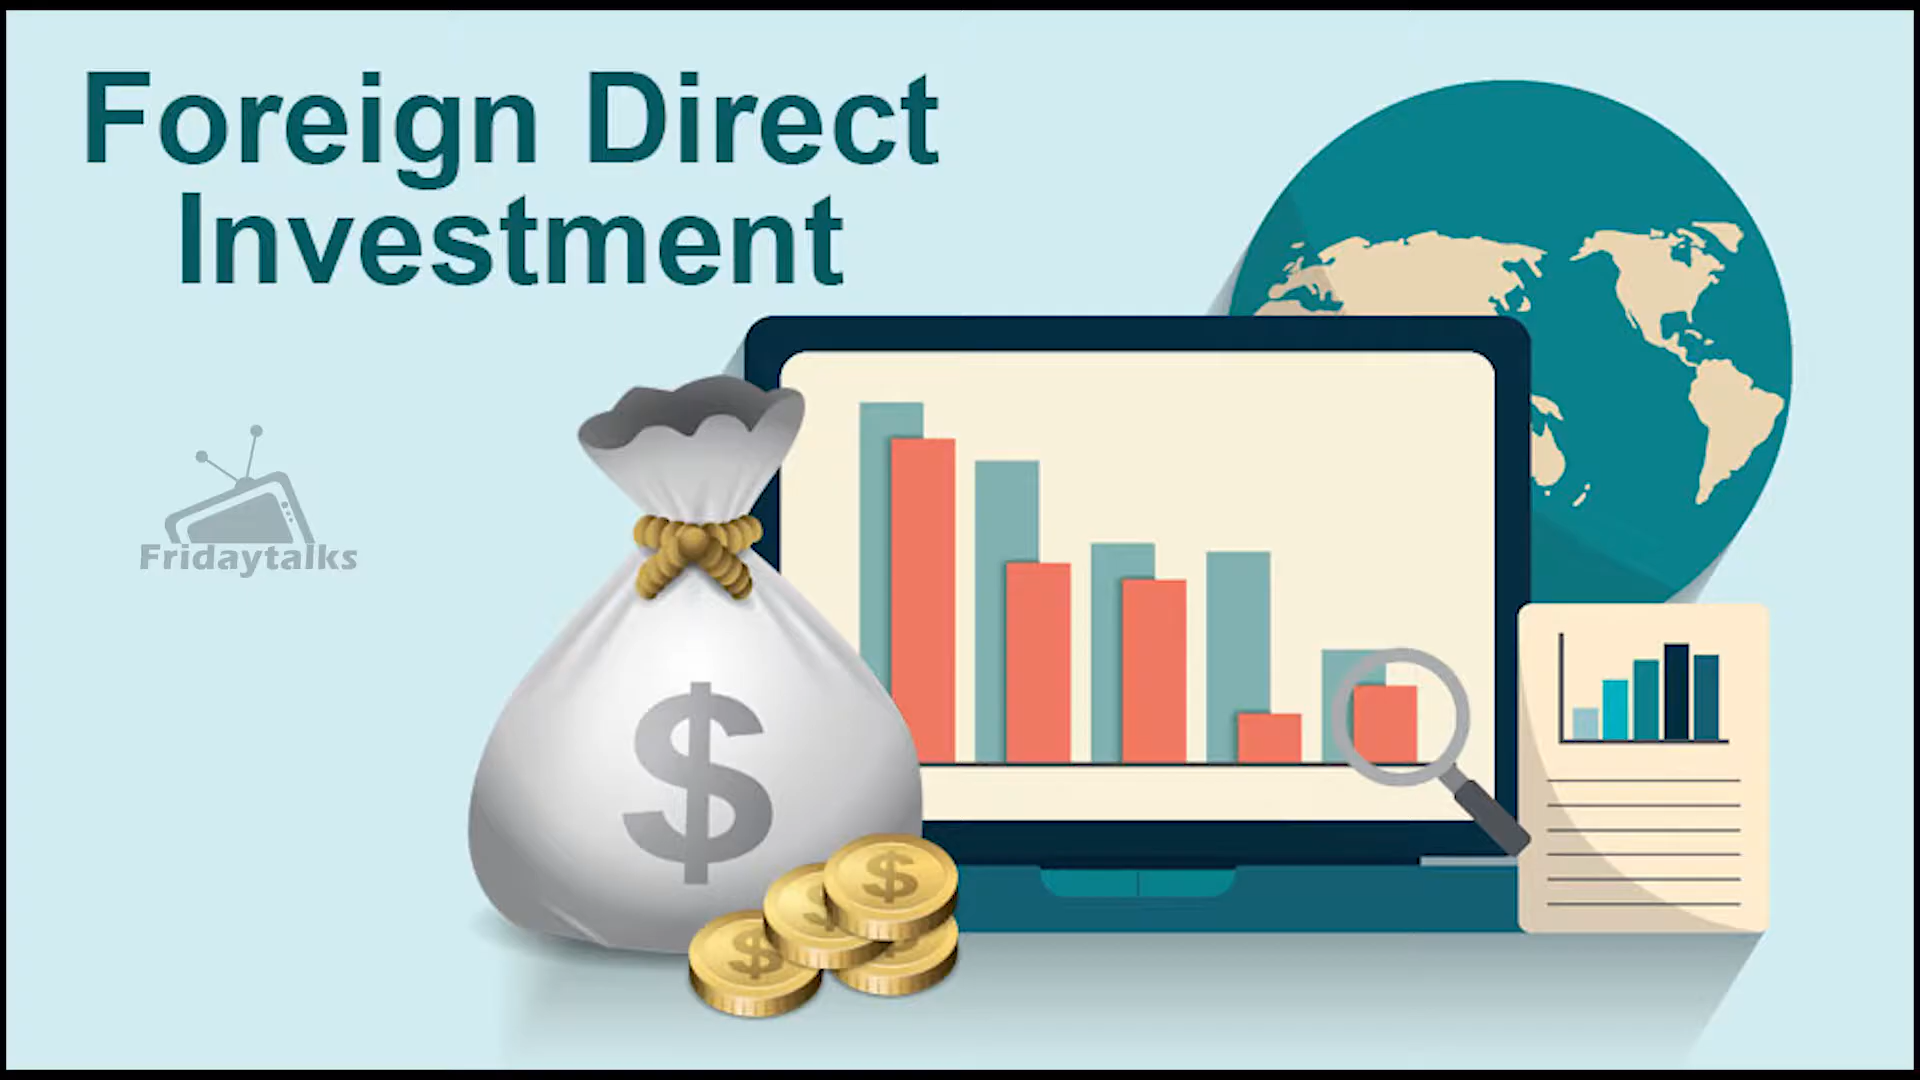 Foreign Direct
Investment
Fridaytalks
$
$
$
$